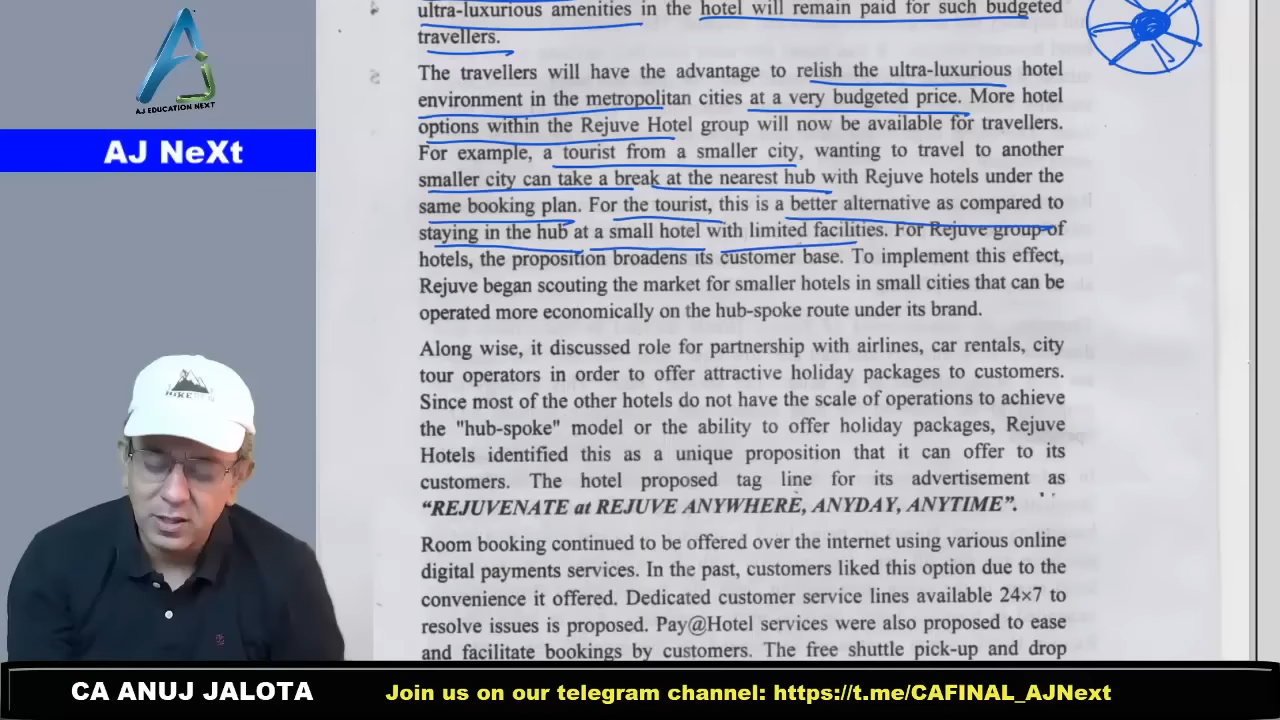 ultra-luxurious amenities in the hotel will remain paid for such budgeted
travellers.
The travellers will have the advantage to relish the ultra-luxurious hotel
environment in the metropolitan cities at a very budgeted price. More hotel
options within the Rejuve Hotel group will now be available for travellers.
For example, a tourist from a smaller city, wanting to travel to another
smaller city can take a break at the nearest hub with Rejuve hotels under the
same booking plan. For the tourist, this is a better alternative as compared to
staying in the hub at a small hotel with limited facilities. For Rejuve group of
hotels, the proposition broadens its customer base. To implement this effect,
Rejuve began scouting the market for smaller hotels in small cities that can be
operated more economically on the hub-spoke route under its brand.
Along wise, it discussed role for partnership with airlines, car rentals, city
tour operators in order to offer attractive holiday packages to customers.
Since most of the other hotels do not have the scale of operations to achieve
the "hub-spoke" model or the ability to offer holiday packages, Rejuve
Hotels identified this as a unique proposition that it can offer to its
customers. The hotel proposed tag line for its advertisement as
“REJUVENATE at REJUVE ANYWHERE, ANYDAY, ANYTIME”.
Room booking continued to be offered over the internet using various online
digital payments services. In the past, customers liked this option due to the
convenience it offered. Dedicated customer service lines available 24×7 to
resolve issues is proposed. Pay@Hotel services were also proposed to ease
and facilitate bookings by customers. The free shuttle pick-up and drop
AJ EDUCATION NEXT
AJ NeXt
HIKE
CA ANUJ JALOTA
Join us on our telegram channel: https://t.me/CAFINAL_AJNext